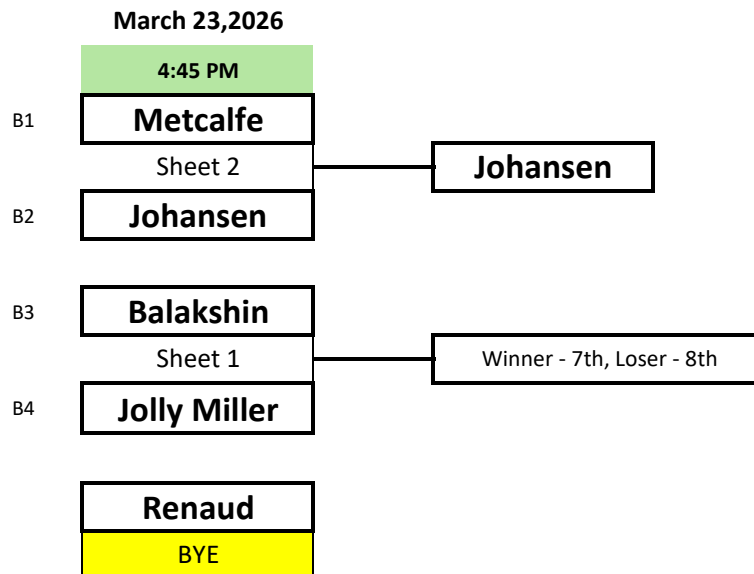 March 23,2026
4:45 PM
B1
Metcalfe
Sheet 2
Johansen
B2
Johansen
B3
Balakshin
Sheet 1
Winner - 7th, Loser - 8th
B4
Jolly Miller
Renaud
BYE